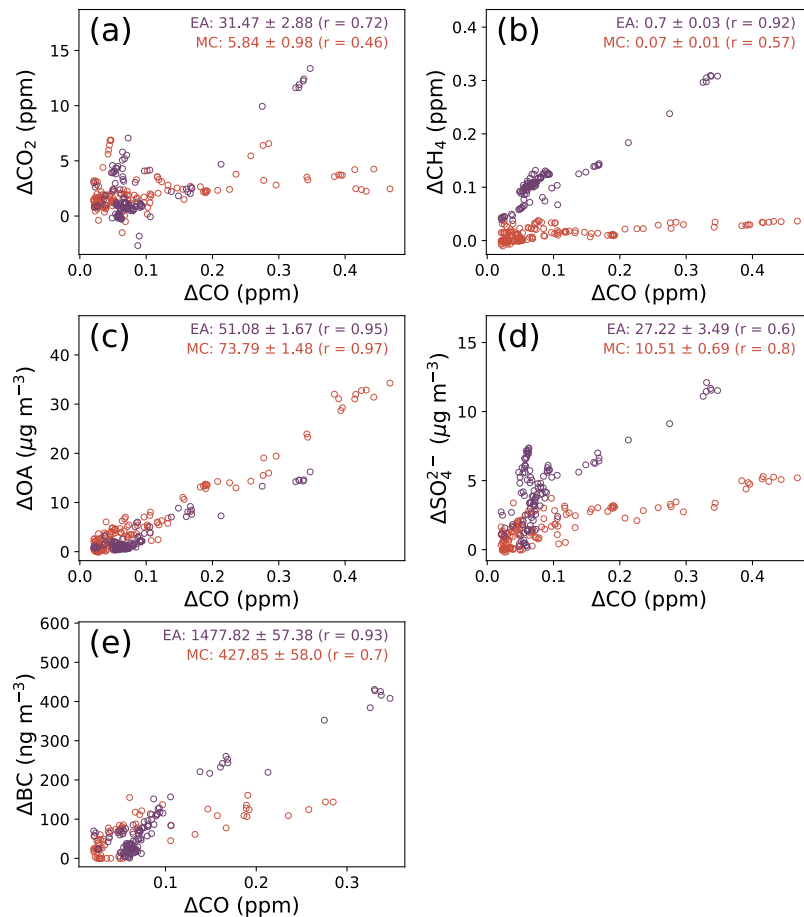 (a)
EA: 31.47 ± 2.88 (r = 0.72)
MC: 5.84 ± 0.98 (r = 0.46)
15
10
5
0
ΔCO₂ (ppm)
0.0 0.1 0.2 0.3 0.4
ΔCO (ppm)
(b)
EA: 0.7 ± 0.03 (r = 0.92)
MC: 0.07 ± 0.01 (r = 0.57)
0.4
0.3
0.2
0.1
0.0
ΔCH₄ (ppm)
0.0 0.1 0.2 0.3 0.4
ΔCO (ppm)
(c)
EA: 51.08 ± 1.67 (r = 0.95)
MC: 73.79 ± 1.48 (r = 0.97)
40
30
20
10
0
ΔOA (μg m⁻³)
0.0 0.1 0.2 0.3 0.4
ΔCO (ppm)
(d)
EA: 27.22 ± 3.49 (r = 0.6)
MC: 10.51 ± 0.69 (r = 0.8)
15
10
5
0
ΔSO₄²⁻ (μg m⁻³)
0.0 0.1 0.2 0.3 0.4
ΔCO (ppm)
(e)
EA: 1477.82 ± 57.38 (r = 0.93)
MC: 427.85 ± 58.0 (r = 0.7)
600
500
400
300
200
100
0
ΔBC (ng m⁻³)
0.1 0.2 0.3
ΔCO (ppm)